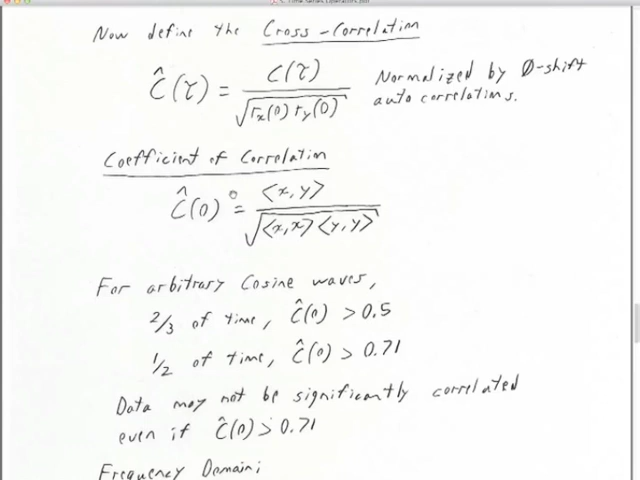 Now define the Cross-Correlation
Ĉ(τ) = C(τ) / √(rx(0) ry(0))
Normalized by Ø-shift
auto correlations.
Coefficient of Correlation
Ĉ(0) ≗ <x,y> / √(<x,x> <y,y>)
For arbitrary Cosine waves,
2/3 of time, Ĉ(0) > 0.5
1/2 of time, Ĉ(0) > 0.71
Data may not be significantly correlated
even if Ĉ(0) > 0.71
Frequency Domain: